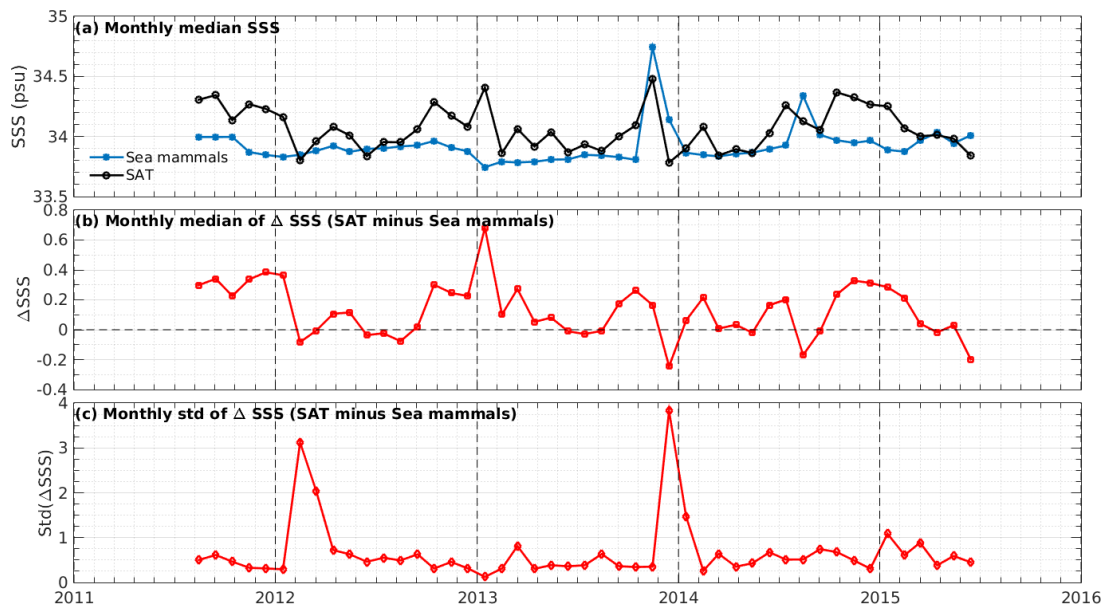 35
(a) Monthly median SSS
34.5
34
33.5
SSS (psu)
Sea mammals
SAT
0.8
(b) Monthly median of Δ SSS (SAT minus Sea mammals)
0.6
0.4
0.2
0
-0.2
-0.4
ΔSSS
4
(c) Monthly std of Δ SSS (SAT minus Sea mammals)
3
2
1
0
Std(ΔSSS)
2011 2012 2013 2014 2015 2016